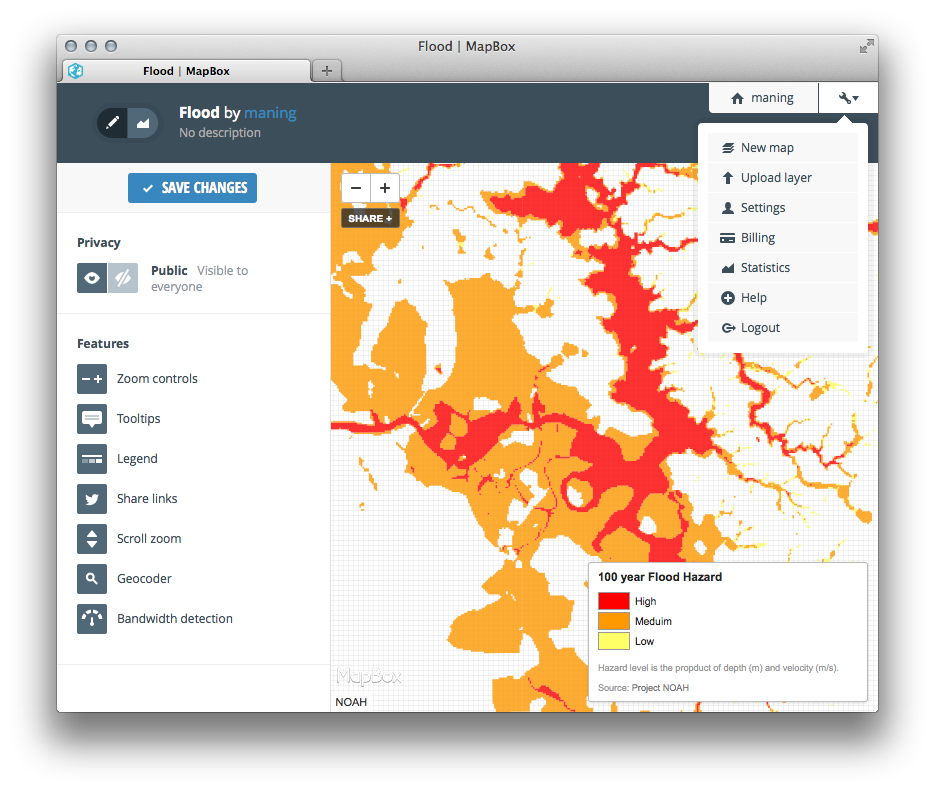 Flood | MapBox
Flood | MapBox
Flood by maning
No description
maning
New map
Upload layer
Settings
Billing
Statistics
Help
Logout
SAVE CHANGES
Privacy
Public Visible to
everyone
Features
Zoom controls
Tooltips
Legend
Share links
Scroll zoom
Geocoder
Bandwidth detection
SHARE +
100 year Flood Hazard
High
Meduim
Low
Hazard level is the propduct of depth (m) and velocity (m/s).
Source: Project NOAH
MapBox
NOAH